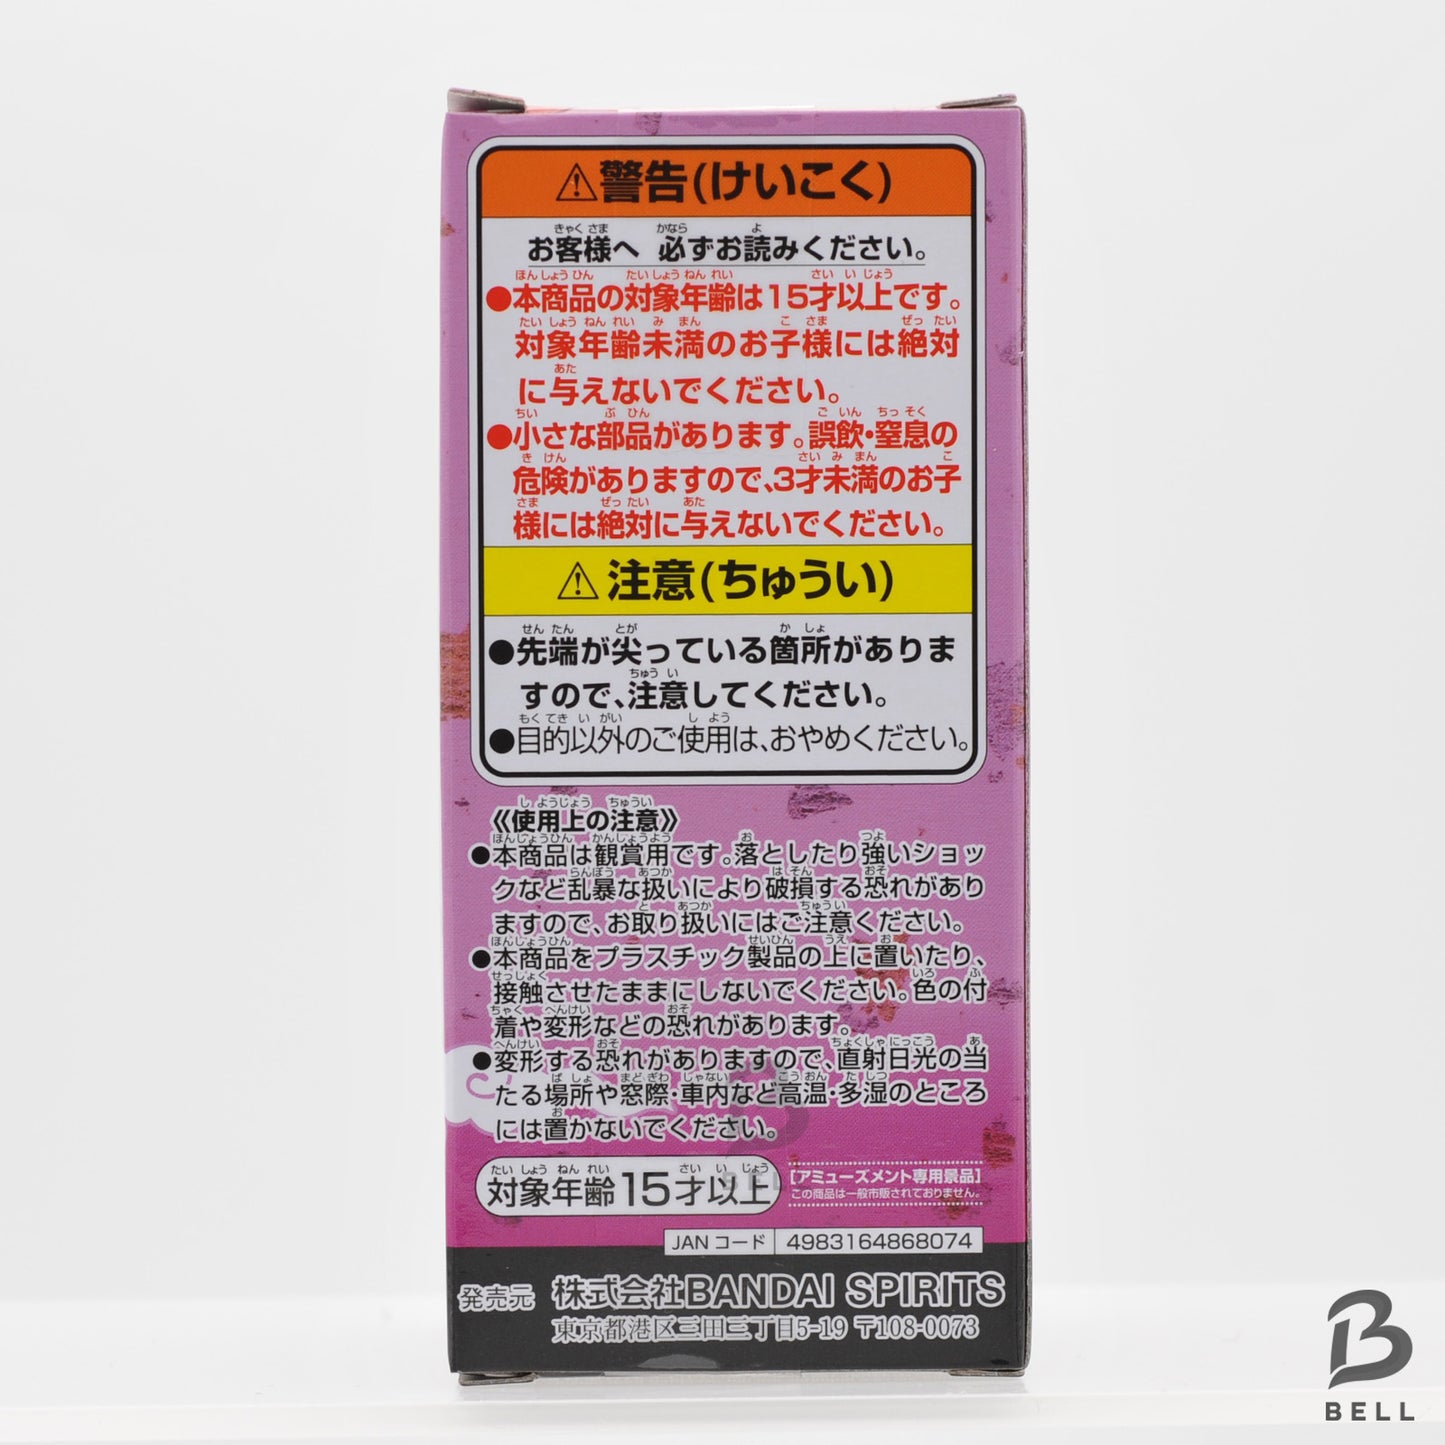 ⚠警告(けいこく)
お客様へ 必ずお読みください。
●本商品の対象年齢は15才以上です。
対象年齢未満のお子様には絶対
に与えないでください。
●小さな部品があります。誤飲・窒息の
危険がありますので、3才未満のお子
様には絶対に与えないでください。
⚠注意(ちゅうい)
●先端が尖っている箇所がありま
すので、注意してください。
●目的以外のご使用は、おやめください。
《使用上の注意》
●本商品は観賞用です。落としたり強いショッ
クなど乱暴な扱いにより破損する恐れがあり
ますので、お取り扱いにはご注意ください。
●本商品をプラスチック製品の上に置いたり、
接触させたままにしないでください。色の付
着や変形などの恐れがあります。
●変形する恐れがありますので、直射日光の当
たる場所や窓際・車内など高温・多湿のところ
には置かないでください。
対象年齢15才以上
[アミューズメント専用景品]
この商品は一般市販されておりません。
JANコード 4983164868074
発売元 株式会社BANDAI SPIRITS
東京都港区三田三丁目5-19 〒108-0073
BELL
BELL